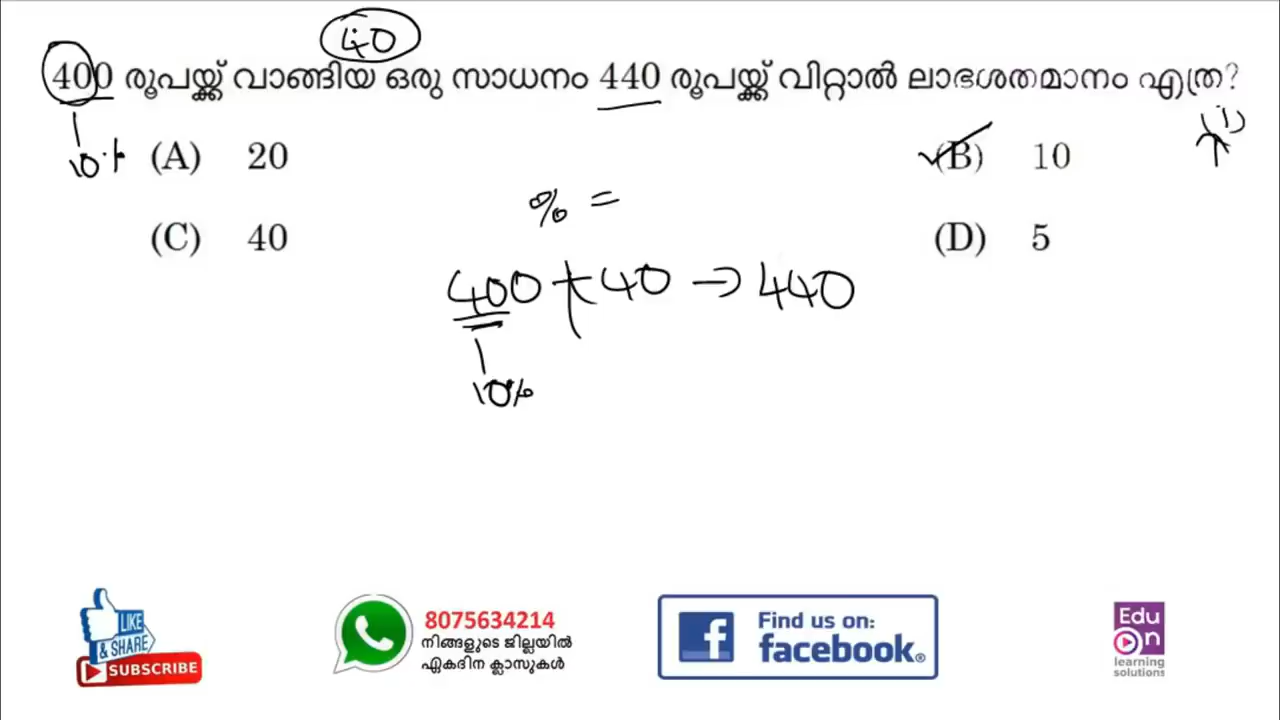 40
400 രൂപയ്ക്ക് വാങ്ങിയ ഒരു സാധനം 440 രൂപയ്ക്ക് വിറ്റാൽ ലാഭശതമാനം എത്ര?
10% (A) 20 (B) 10
% =
(C) 40 (D) 5
400 + 40 → 440
10%
LIKE & SHARE
SUBSCRIBE
8075634214
നിങ്ങളുടെ ജില്ലയിൽ
ഏകദിന ക്ലാസുകൾ
Find us on:
facebook®
Edu
On
learning
solutions